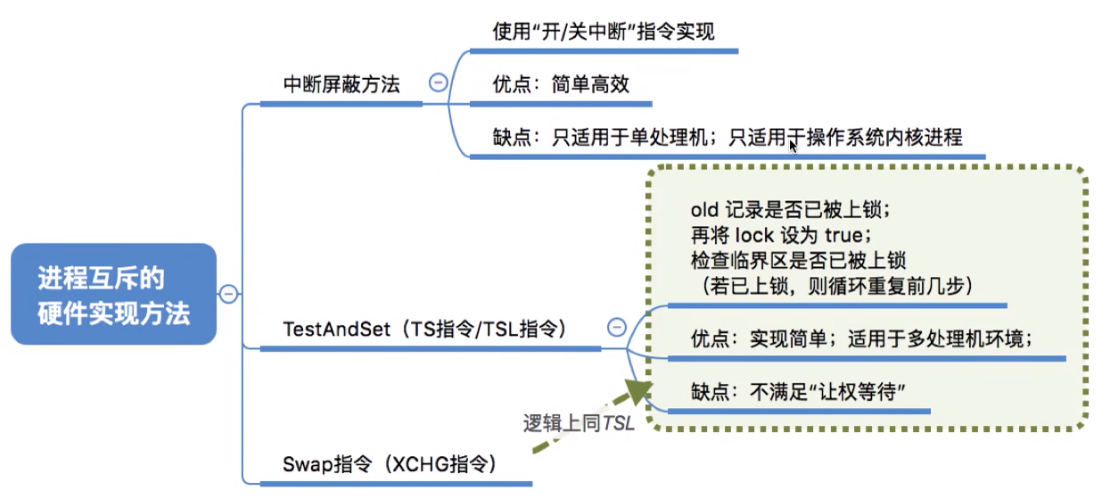 进程互斥的
硬件实现方法
中断屏蔽方法
使用“开/关中断”指令实现
优点：简单高效
缺点：只适用于单处理机；只适用于操作系统内核进程
TestAndSet（TS指令/TSL指令）
old 记录是否已被上锁；
再将 lock 设为 true；
检查临界区是否已被上锁
（若已上锁，则循环重复前几步）
优点：实现简单；适用于多处理机环境；
缺点：不满足“让权等待”
逻辑上同TSL
Swap指令（XCHG指令）